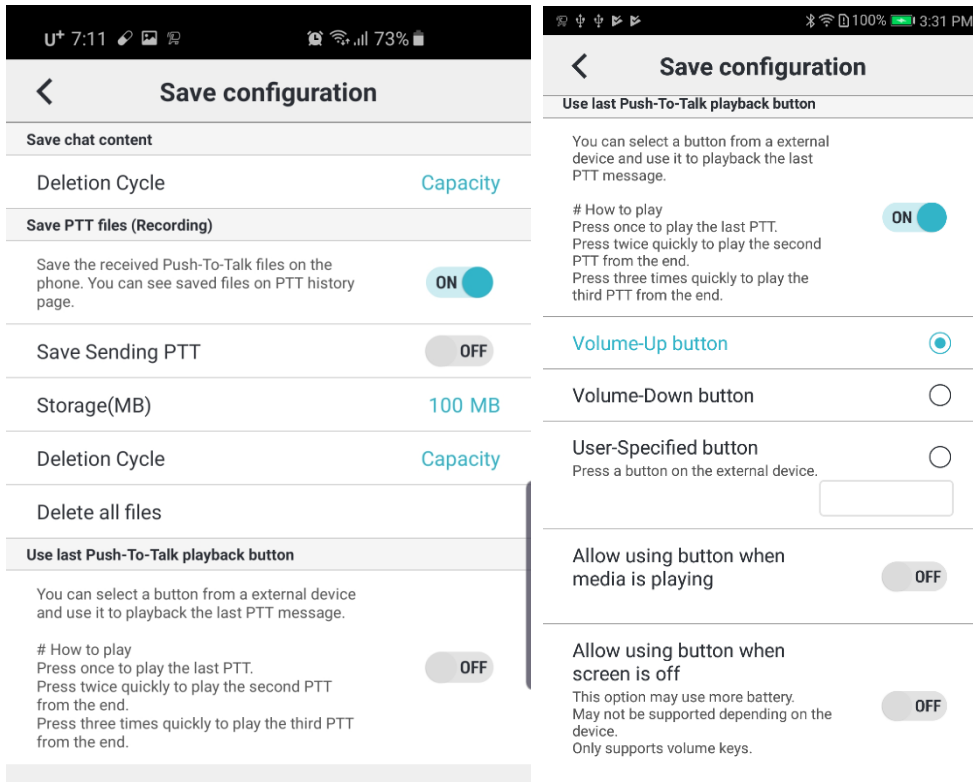 U+ 7:11 73%
Save configuration
Save chat content
Deletion Cycle Capacity
Save PTT files (Recording)
Save the received Push-To-Talk files on the
phone. You can see saved files on PTT history
page.
ON
Save Sending PTT OFF
Storage(MB) 100 MB
Deletion Cycle Capacity
Delete all files
Use last Push-To-Talk playback button
You can select a button from a external device
and use it to playback the last PTT message.
# How to play
Press once to play the last PTT.
Press twice quickly to play the second PTT
from the end.
Press three times quickly to play the third PTT
from the end.
OFF
100% 3:31 PM
Save configuration
Use last Push-To-Talk playback button
You can select a button from a external
device and use it to playback the last
PTT message.
# How to play
Press once to play the last PTT.
Press twice quickly to play the second
PTT from the end.
Press three times quickly to play the
third PTT from the end.
ON
Volume-Up button
Volume-Down button
User-Specified button
Press a button on the external device.
Allow using button when
media is playing
OFF
Allow using button when
screen is off
This option may use more battery.
May not be supported depending on the
device.
Only supports volume keys.
OFF